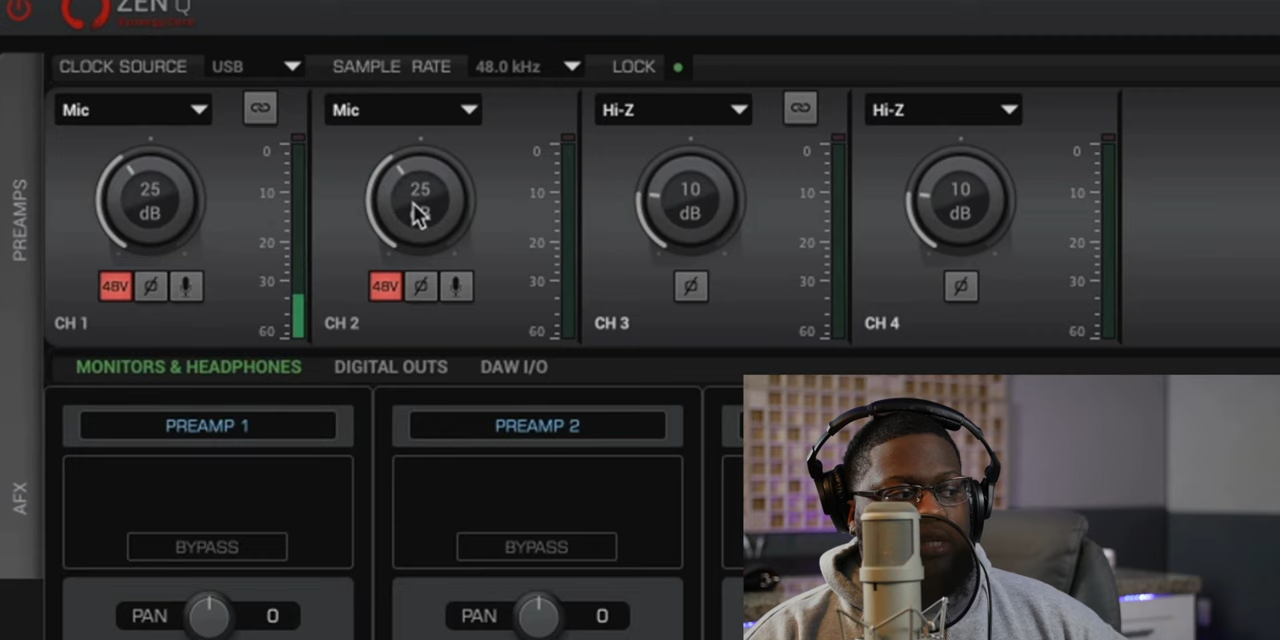 ZEN Q
Synergy Core
CLOCK SOURCE USB SAMPLE RATE 48.0 kHz LOCK
Mic Mic Hi-Z Hi-Z
0 0 0 0
25 25 10 10
10 10 10 10
dB dB dB
20 20 20 20
48V 48V
30 30 30 30
CH 1 CH 2 CH 3 CH 4
60 60 60 60
PREAMPS
MONITORS & HEADPHONES DIGITAL OUTS DAW I/O
PREAMP 1 PREAMP 2
AFX
BYPASS BYPASS
PAN 0 PAN 0